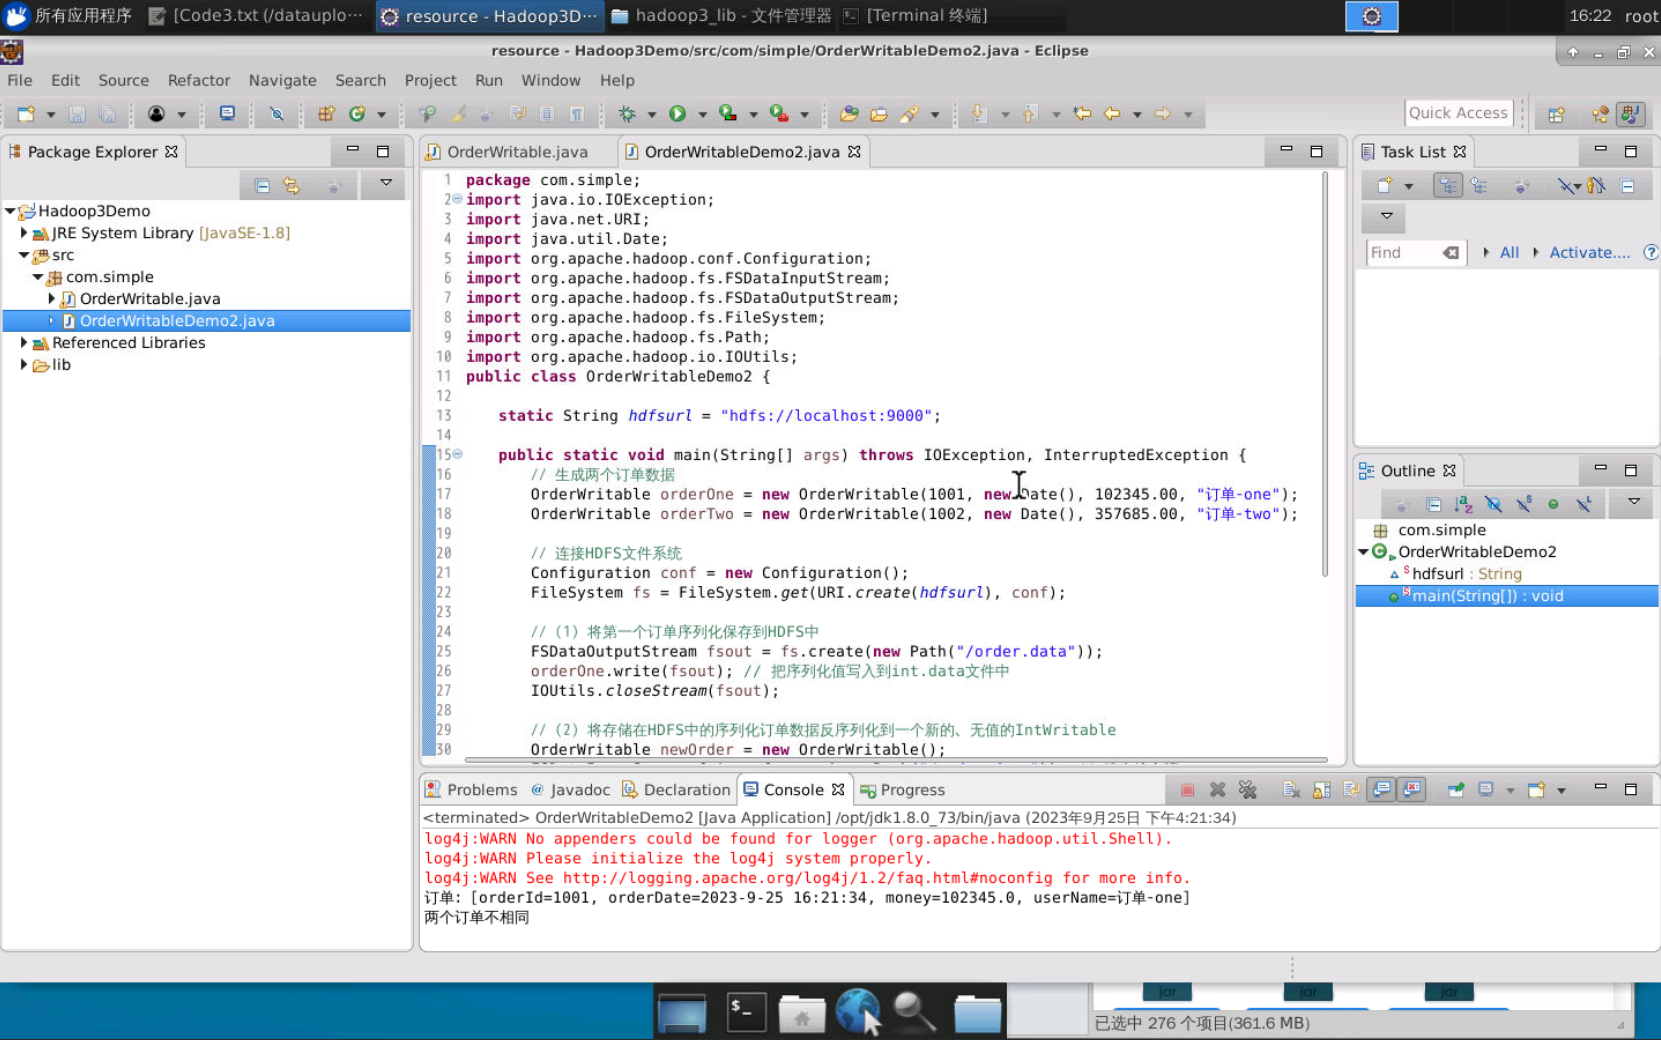 所有应用程序
[Code3.txt (/datauplo···
resource - Hadoop3D···
hadoop3_lib - 文件管理器
[Terminal 终端]
16:22 root
resource - Hadoop3Demo/src/com/simple/OrderWritableDemo2.java - Eclipse
File Edit Source Refactor Navigate Search Project Run Window Help
Quick Access
Package Explorer
Hadoop3Demo
JRE System Library [JavaSE-1.8]
src
com.simple
OrderWritable.java
OrderWritableDemo2.java
Referenced Libraries
lib
OrderWritable.java OrderWritableDemo2.java
1 package com.simple;
2 import java.io.IOException;
3 import java.net.URI;
4 import java.util.Date;
5 import org.apache.hadoop.conf.Configuration;
6 import org.apache.hadoop.fs.FSDataInputStream;
7 import org.apache.hadoop.fs.FSDataOutputStream;
8 import org.apache.hadoop.fs.FileSystem;
9 import org.apache.hadoop.fs.Path;
10 import org.apache.hadoop.io.IOUtils;
11 public class OrderWritableDemo2 {
12
13 static String hdfsurl = "hdfs://localhost:9000";
14
15 public static void main(String[] args) throws IOException, InterruptedException {
16 // 生成两个订单数据
17 OrderWritable orderOne = new OrderWritable(1001, new Date(), 102345.00, "订单-one");
18 OrderWritable orderTwo = new OrderWritable(1002, new Date(), 357685.00, "订单-two");
19
20 // 连接HDFS文件系统
21 Configuration conf = new Configuration();
22 FileSystem fs = FileSystem.get(URI.create(hdfsurl), conf);
23
24 // (1) 将第一个订单序列化保存到HDFS中
25 FSDataOutputStream fsout = fs.create(new Path("/order.data"));
26 orderOne.write(fsout); // 把序列化值写入到int.data文件中
27 IOUtils.closeStream(fsout);
28
29 // (2) 将存储在HDFS中的序列化订单数据反序列化到一个新的、无值的IntWritable
30 OrderWritable newOrder = new OrderWritable();
Task List
Find
All
Activate....
Outline
com.simple
OrderWritableDemo2
hdfsurl : String
main(String[]) : void
Problems @ Javadoc Declaration Console Progress
<terminated> OrderWritableDemo2 [Java Application] /opt/jdk1.8.0_73/bin/java (2023年9月25日 下午4:21:34)
log4j:WARN No appenders could be found for logger (org.apache.hadoop.util.Shell).
log4j:WARN Please initialize the log4j system properly.
log4j:WARN See http://logging.apache.org/log4j/1.2/faq.html#noconfig for more info.
订单: [orderId=1001, orderDate=2023-9-25 16:21:34, money=102345.0, userName=订单-one]
两个订单不相同
jar jar jar
已选中 276 个项目(361.6 MB)